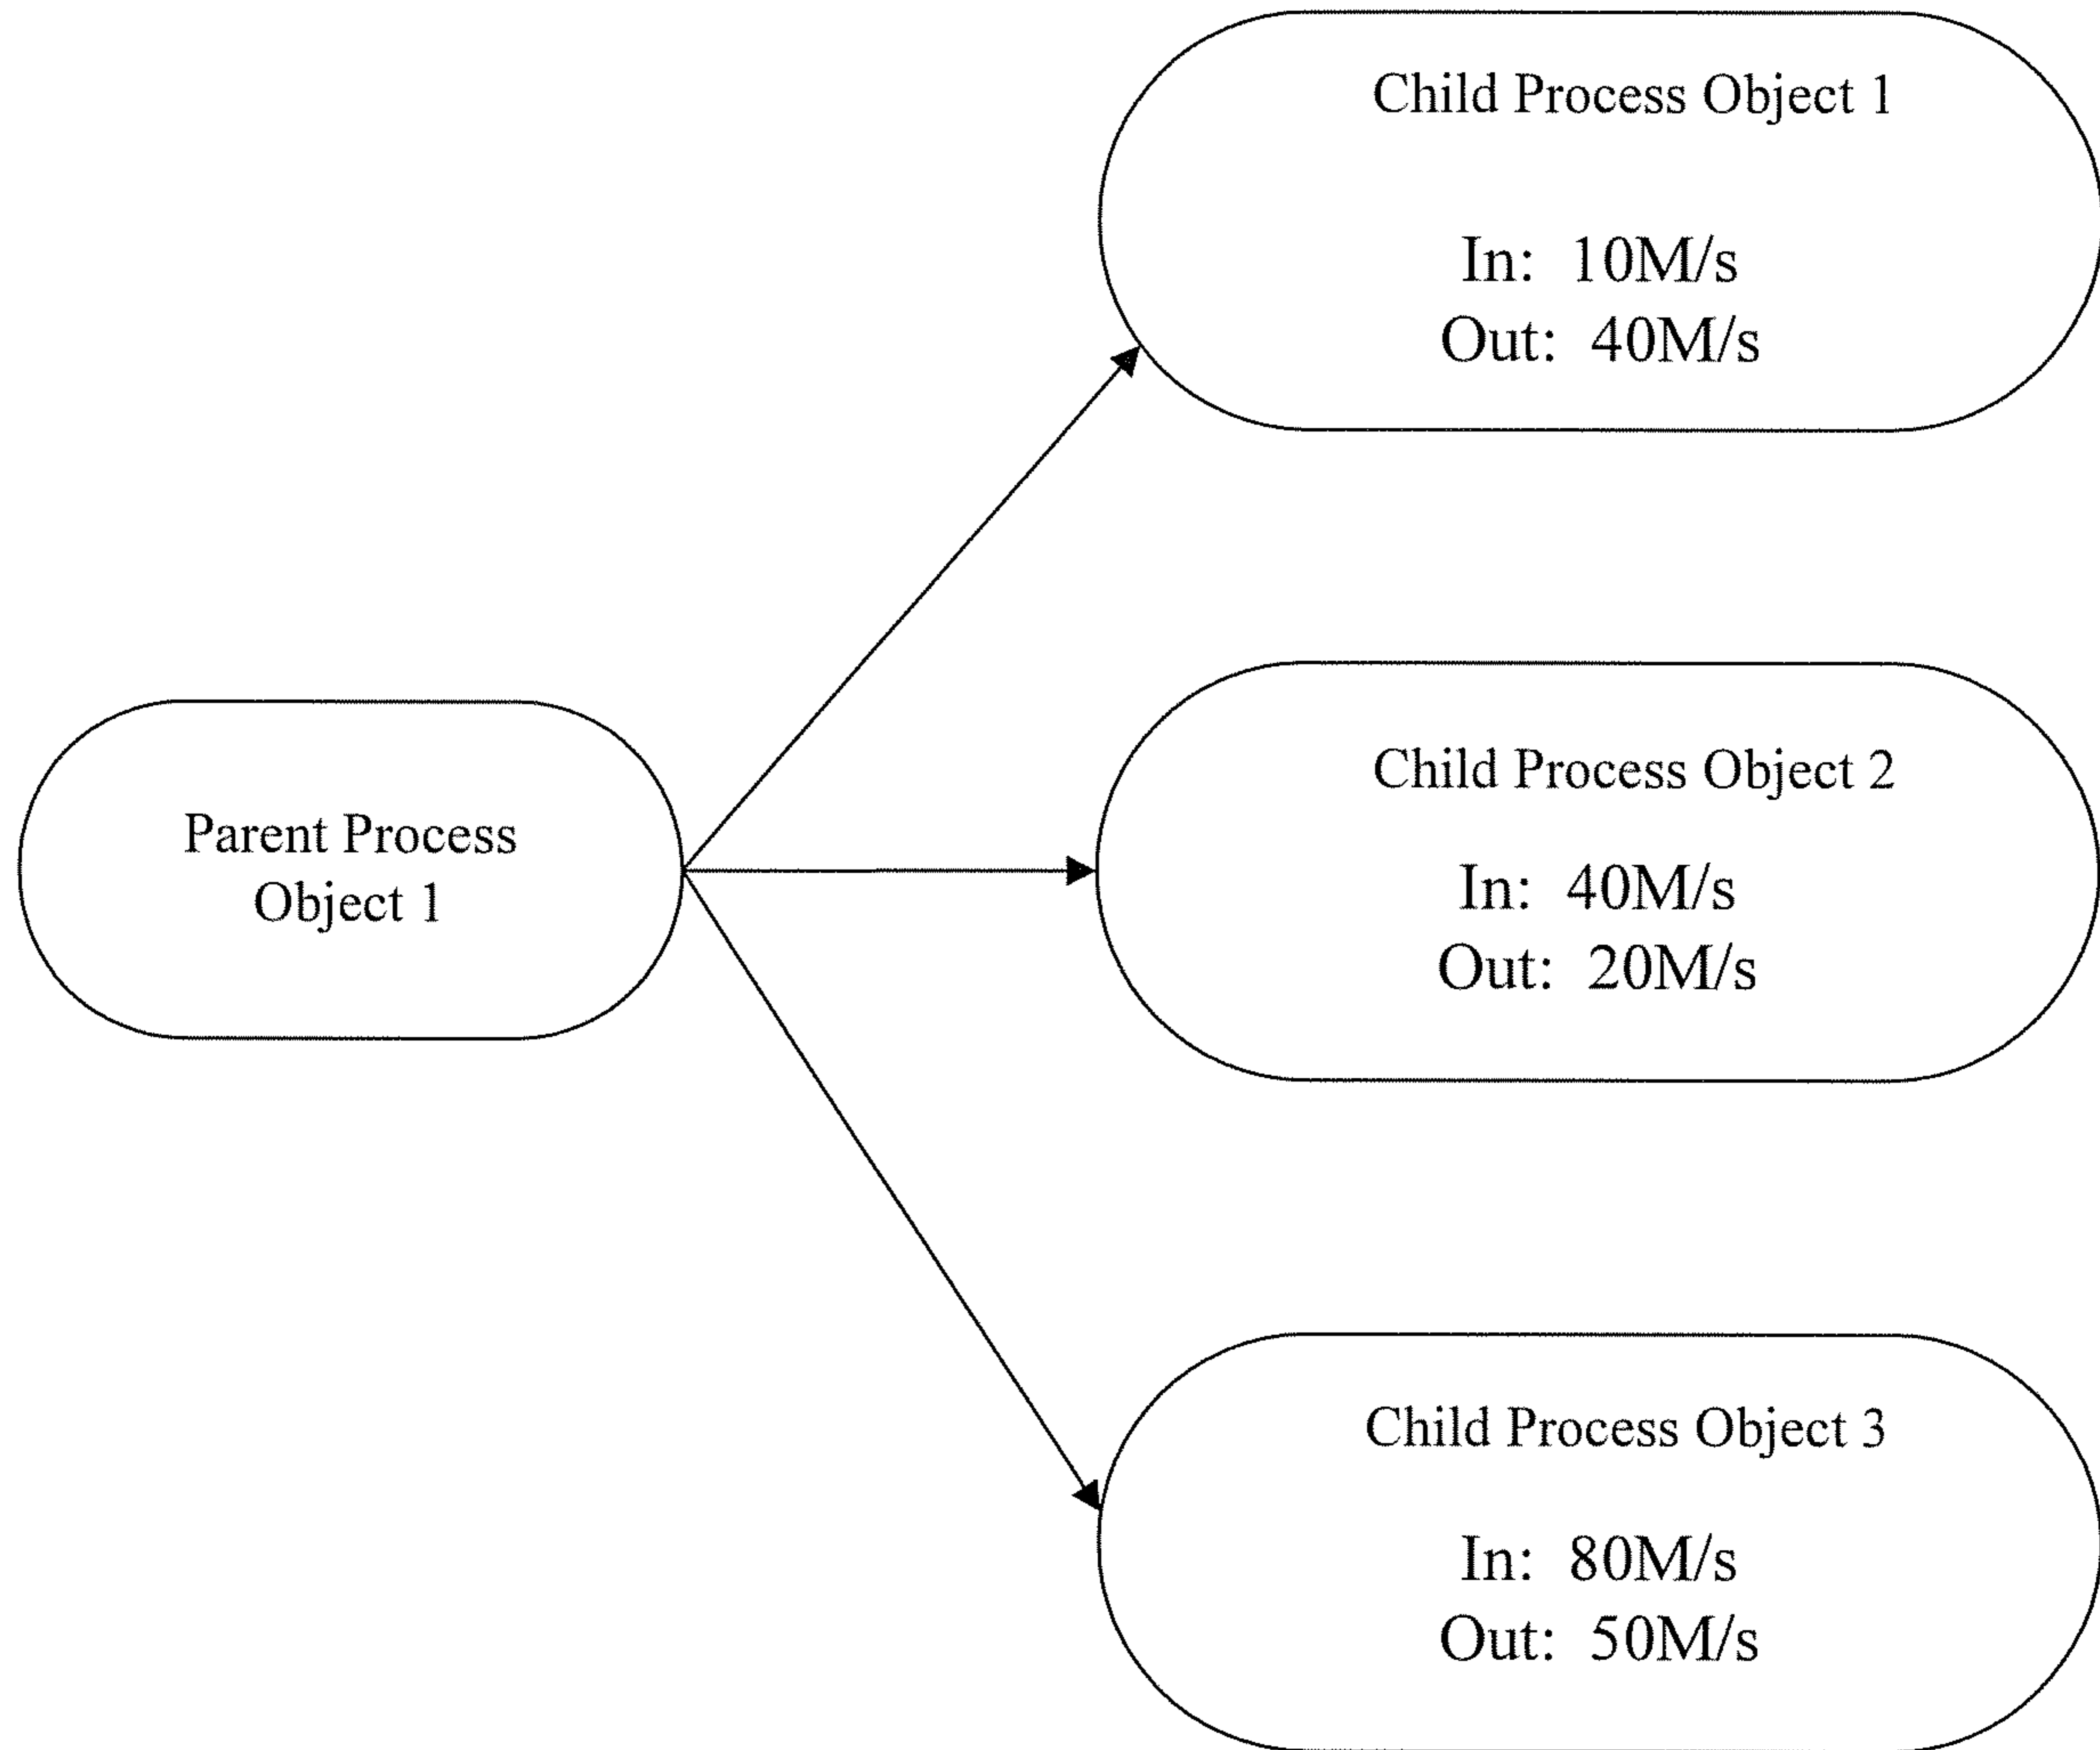 Child Process Object 1
In: 10M/s
Out: 40M/s
Parent Process
Object 1
Child Process Object 2
In: 40M/s
Out: 20M/s
Child Process Object 3
In: 80M/s
Out: 50M/s